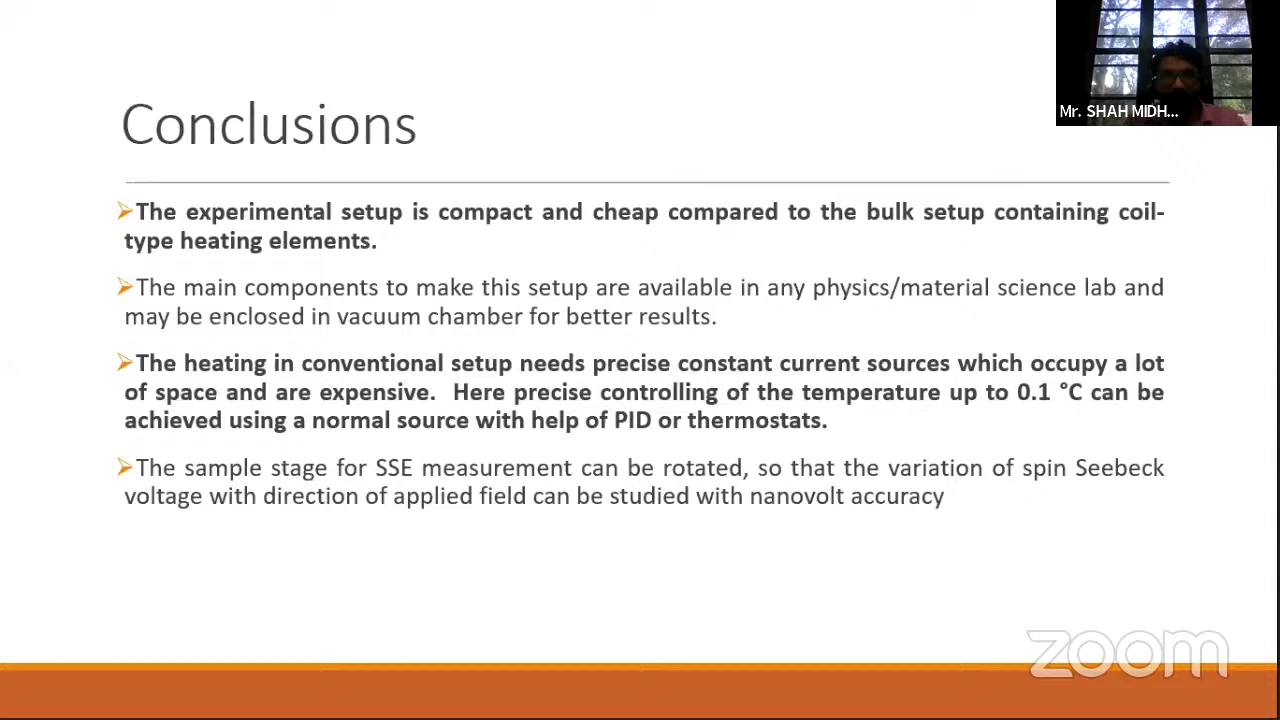 Mr. SHAH MIDH...
Conclusions
The experimental setup is compact and cheap compared to the bulk setup containing coil-
type heating elements.
The main components to make this setup are available in any physics/material science lab and
may be enclosed in vacuum chamber for better results.
The heating in conventional setup needs precise constant current sources which occupy a lot
of space and are expensive. Here precise controlling of the temperature up to 0.1 °C can be
achieved using a normal source with help of PID or thermostats.
The sample stage for SSE measurement can be rotated, so that the variation of spin Seebeck
voltage with direction of applied field can be studied with nanovolt accuracy
zoom